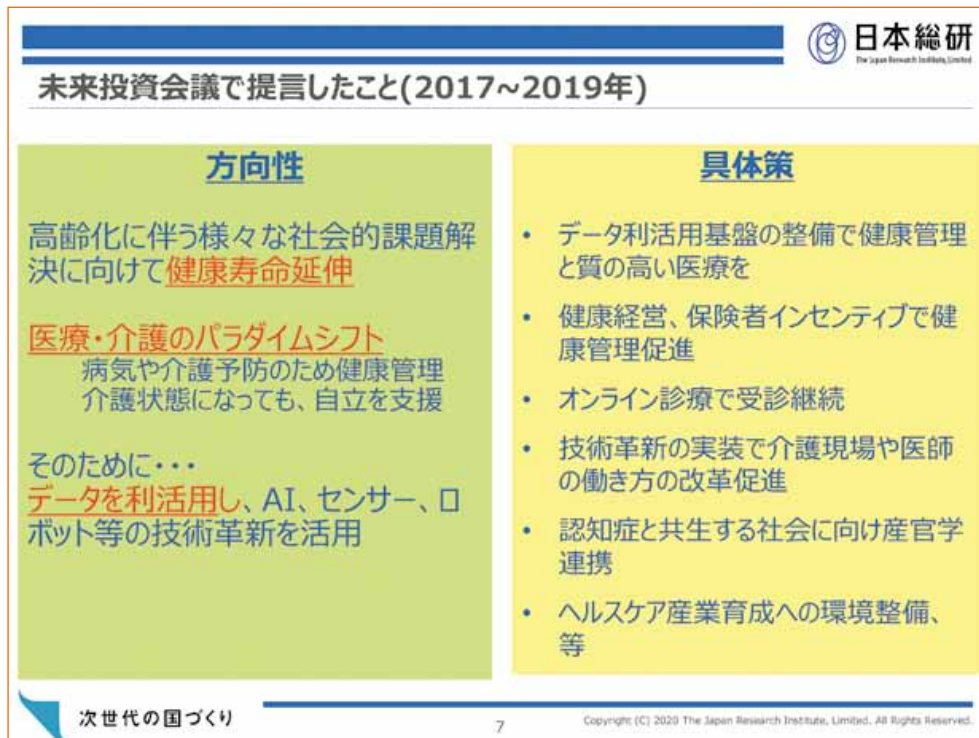 日本総研
The Japan Research Institute, Limited
未来投資会議で提言したこと(2017~2019年)
方向性
高齢化に伴う様々な社会的課題解
決に向けて健康寿命延伸
医療・介護のパラダイムシフト
病気や介護予防のため健康管理
介護状態になっても、自立を支援
そのために・・・
データを利活用し、AI、センサー、ロ
ボット等の技術革新を活用
具体策
• データ利活用基盤の整備で健康管理
と質の高い医療を
• 健康経営、保険者インセンティブで健
康管理促進
• オンライン診療で受診継続
• 技術革新の実装で介護現場や医師
の働き方の改革促進
• 認知症と共生する社会に向け産官学
連携
• ヘルスケア産業育成への環境整備、
等
次世代の国づくり
7
Copyright (C) 2020 The Japan Research Institute, Limited. All Rights Reserved.